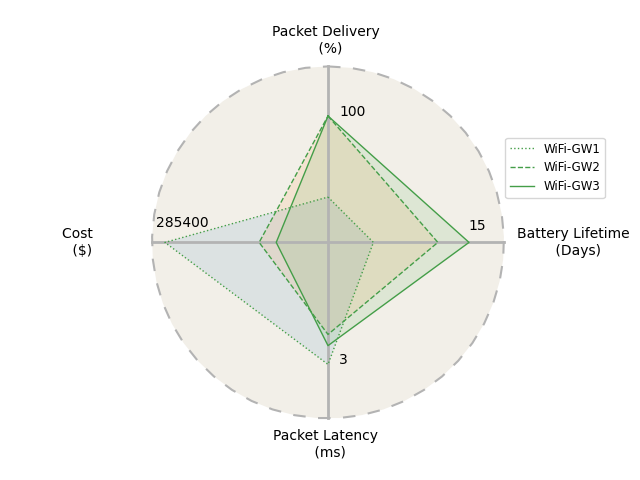 Packet Delivery
(%)
100
WiFi-GW1
WiFi-GW2
WiFi-GW3
285400
15
Cost
($)
Battery Lifetime
(Days)
3
Packet Latency
(ms)